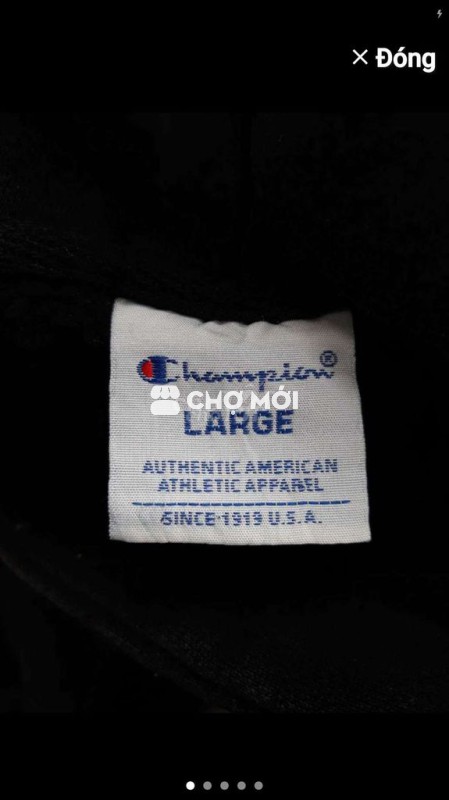 × Đóng
Champion®
CHỢ MỚI
LARGE
AUTHENTIC AMERICAN
ATHLETIC APPAREL
SINCE 1919 U.S.A.